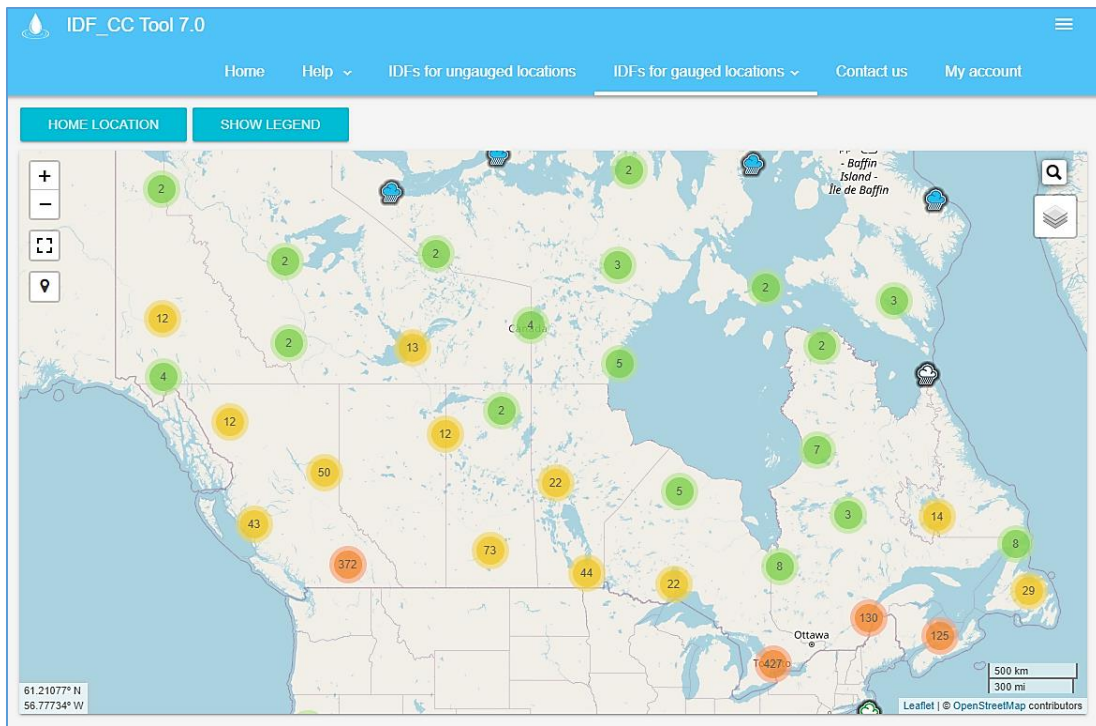 IDF_CC Tool 7.0
Home Help IDFs for ungauged locations IDFs for gauged locations Contact us My account
HOME LOCATION SHOW LEGEND
- Baffin
Island -
Île de Baffin
+
−
2
2
2
2
3
2
3
12
2
13
4
Canada
5
2
4
12
2
12
50
22
5
7
3
14
43
372
73
44
22
8
8
29
130
125
Ottawa
427
500 km
300 mi
61.21077° N
56.77734° W
Leaflet | © OpenStreetMap contributors